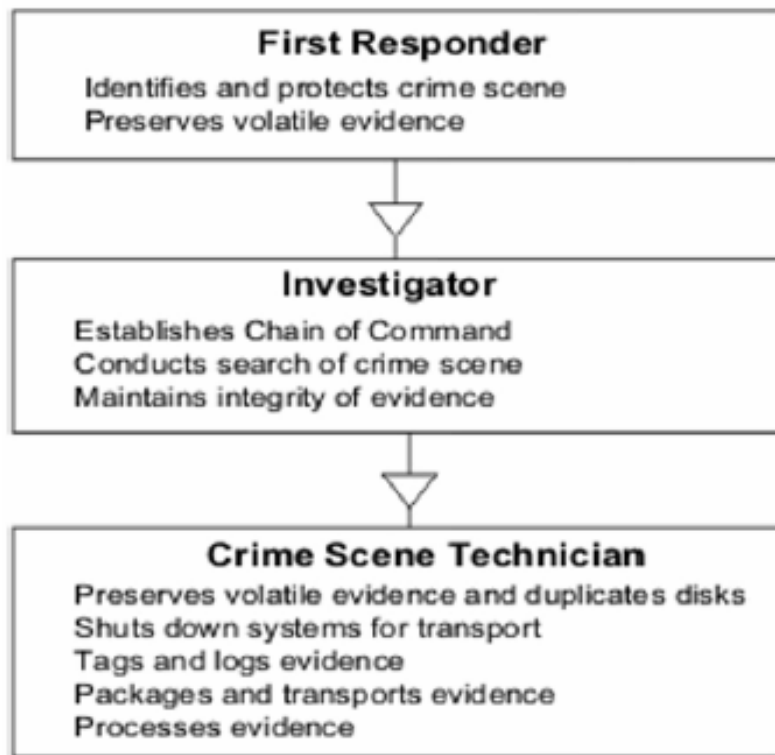 First Responder
Identifies and protects crime scene
Preserves volatile evidence
Investigator
Establishes Chain of Command
Conducts search of crime scene
Maintains integrity of evidence
Crime Scene Technician
Preserves volatile evidence and duplicates disks
Shuts down systems for transport
Tags and logs evidence
Packages and transports evidence
Processes evidence